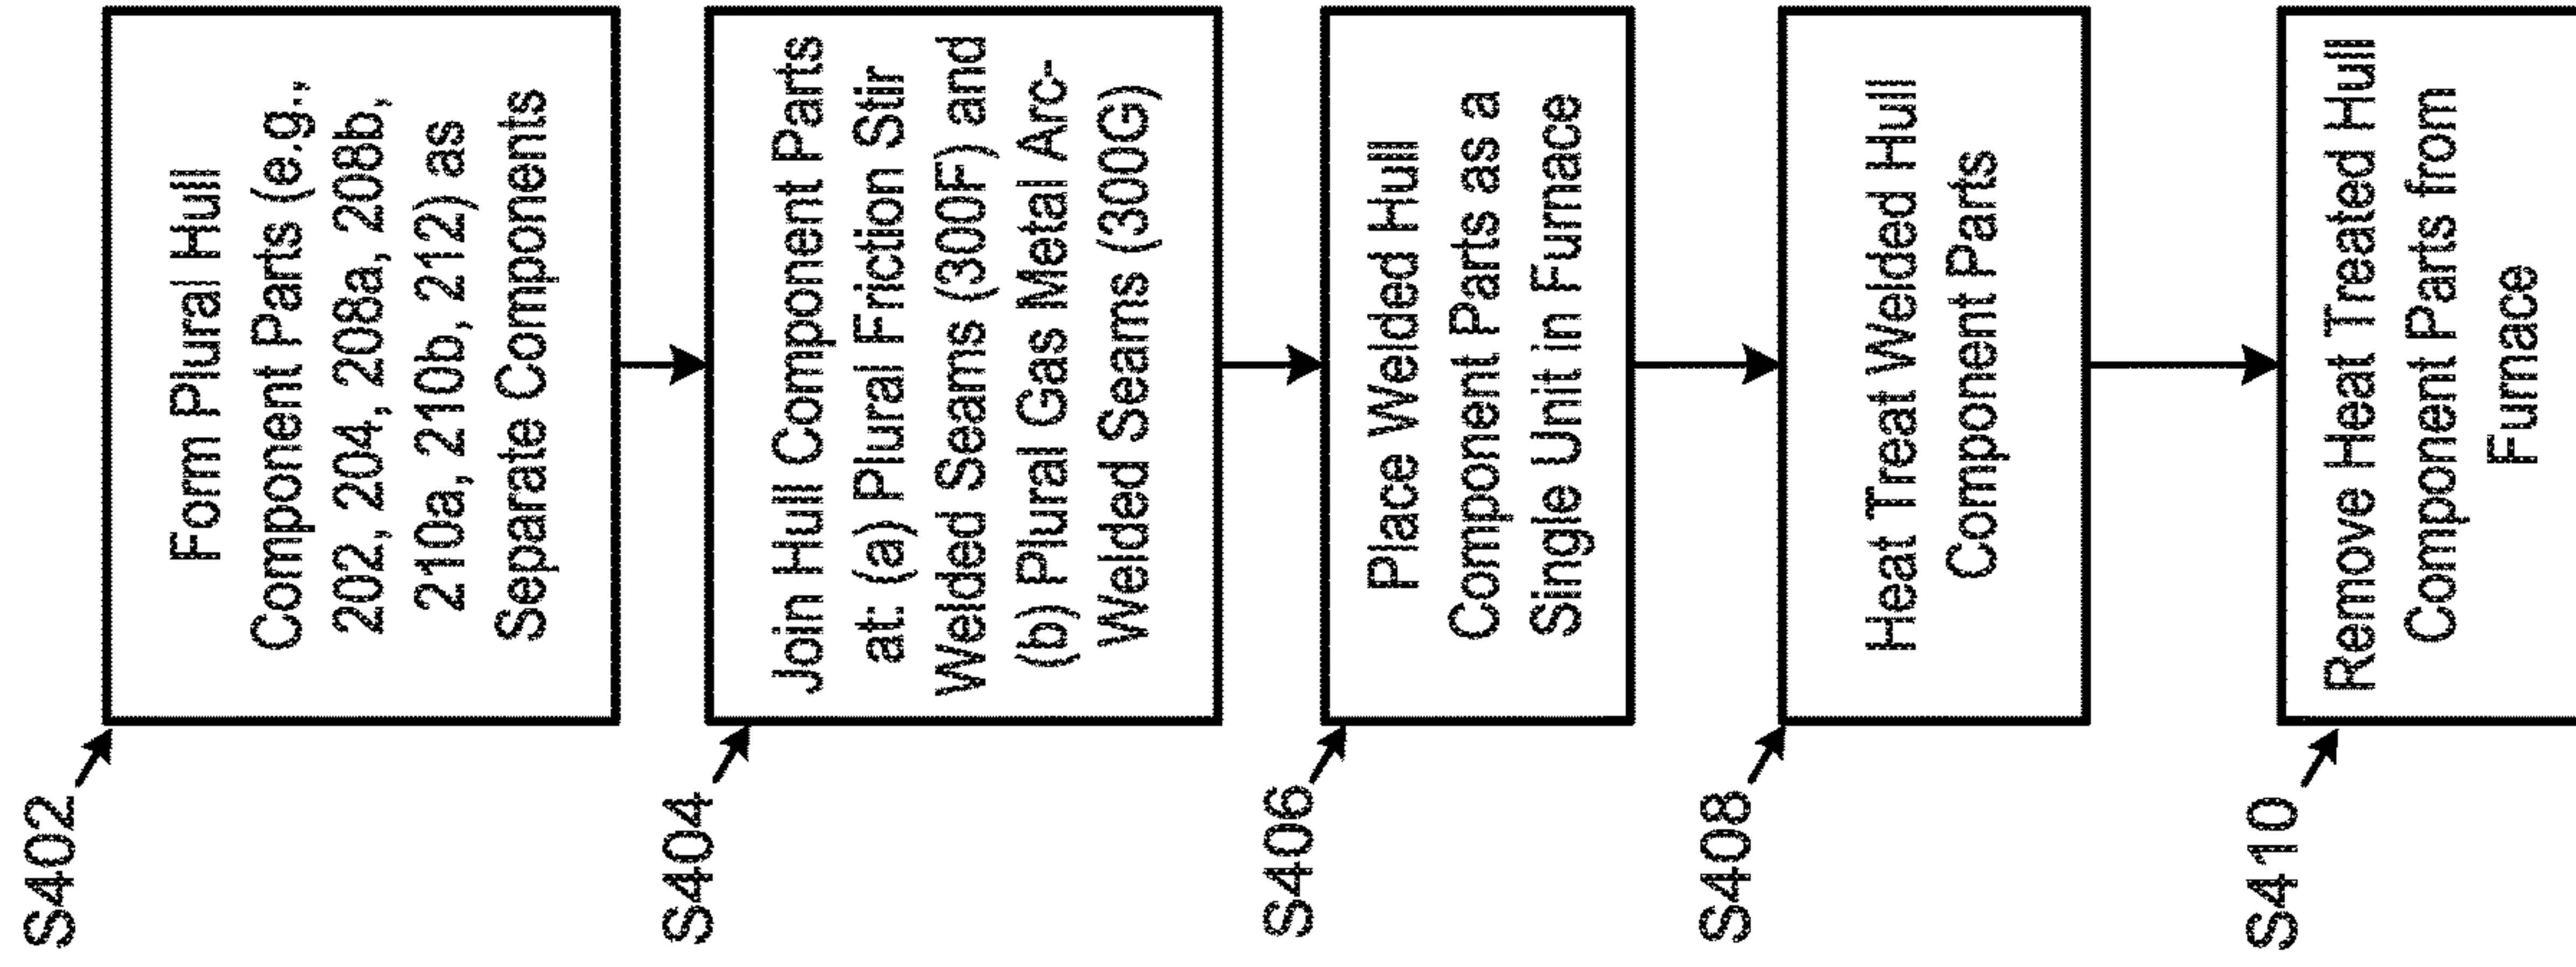 S402
Form Plural Hull
Component Parts (e.g.,
202, 204, 208a, 208b,
210a, 210b, 212) as
Separate Components
S404
Join Hull Component Parts
at: (a) Plural Friction Stir
Welded Seams (300F) and
(b) Plural Gas Metal Arc-
Welded Seams (300G)
S406
Place Welded Hull
Component Parts as a
Single Unit in Furnace
S408
Heat Treat Welded Hull
Component Parts
S410
Remove Heat Treated Hull
Component Parts from
Furnace